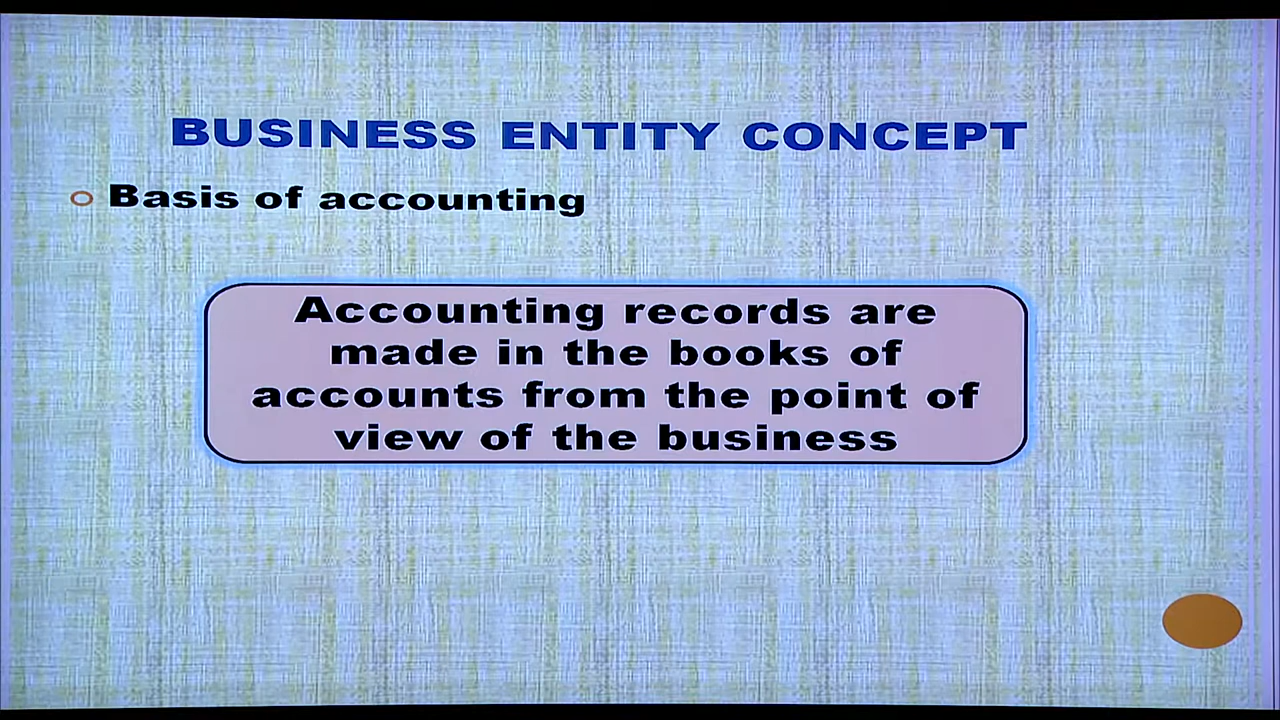 BUSINESS ENTITY CONCEPT
Basis of accounting
Accounting records are
made in the books of
accounts from the point of
view of the business